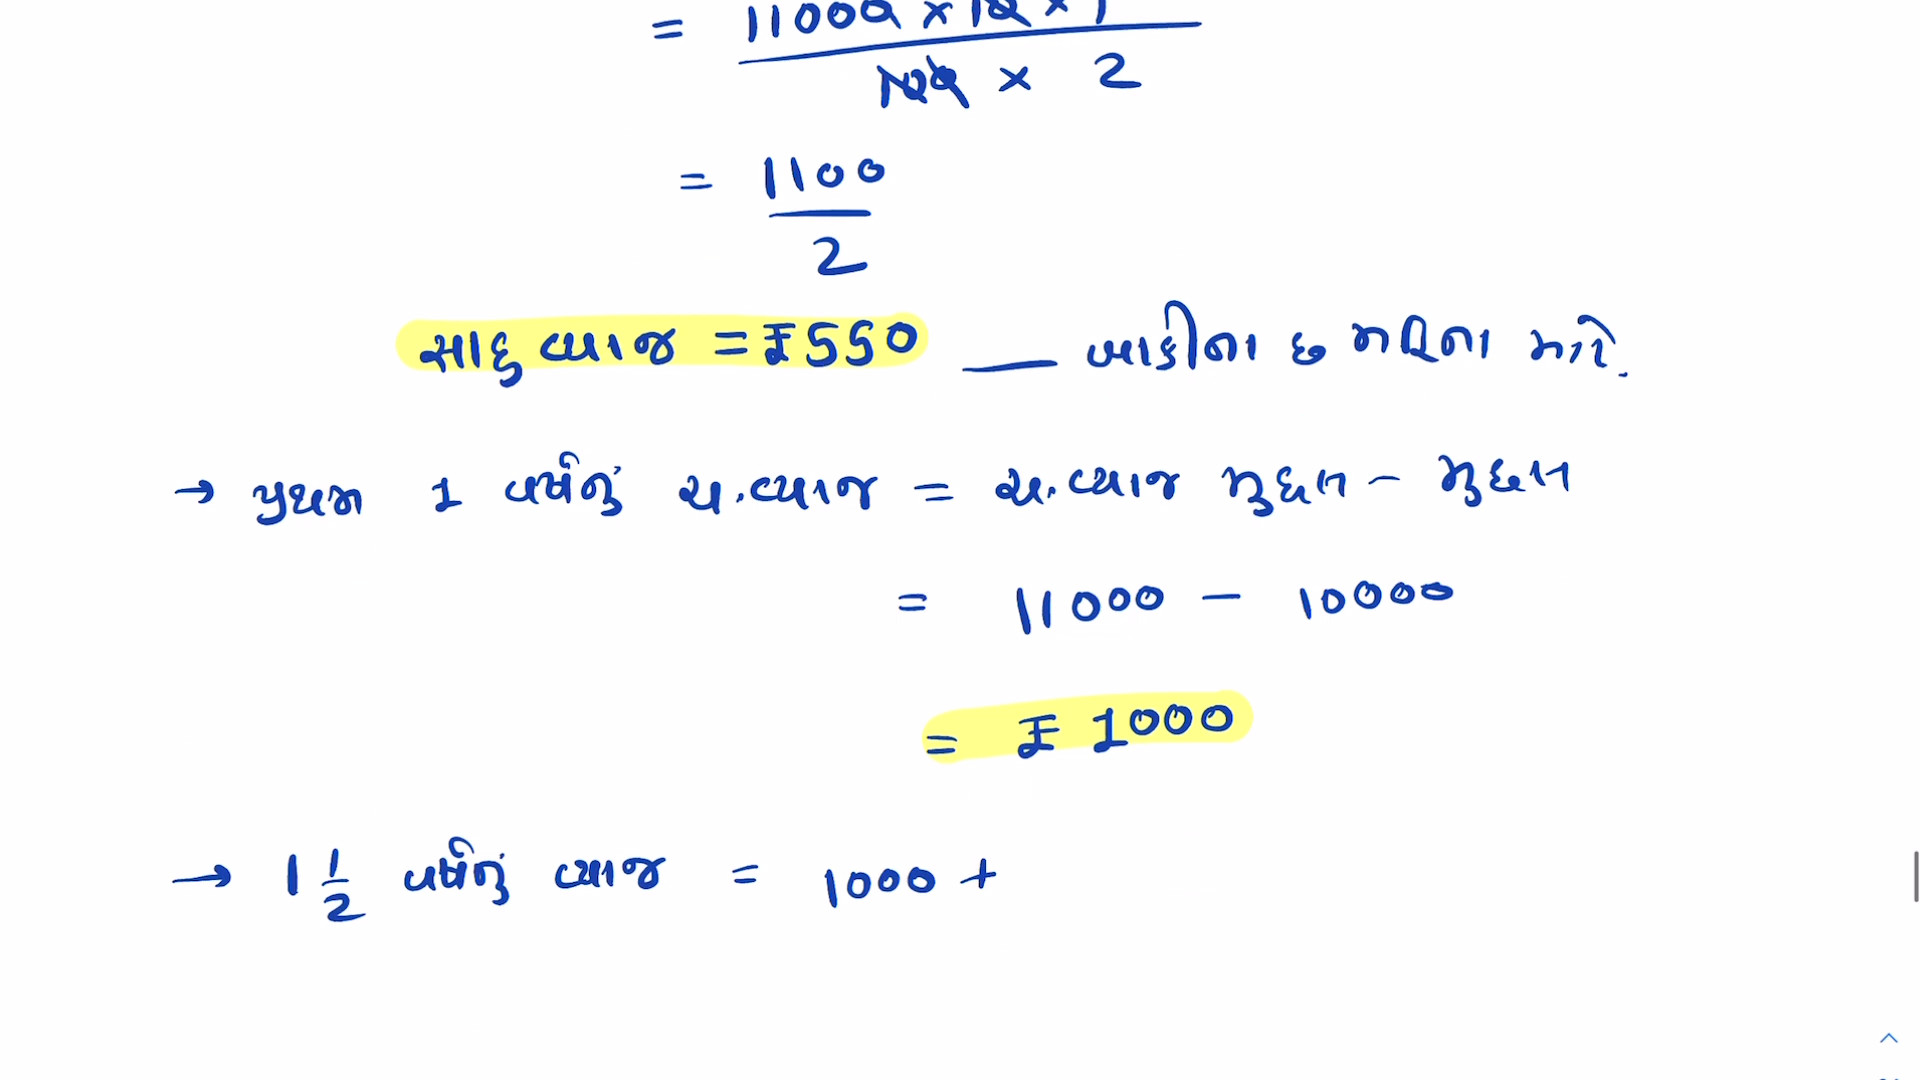 = 11000 × 10 × 1
100 × 2
= 1100
2
સાદુ વ્યાજ = ₹550 — બાકીના છ મહિના માટે.
→ પ્રથમ 1 વર્ષનું ચ.વ્યાજ = ચ.વ્યાજ મુદ્દલ - મુદ્દલ
= 11000 - 10000
= ₹ 1000
→ 1 1/2 વર્ષનું વ્યાજ = 1000 +